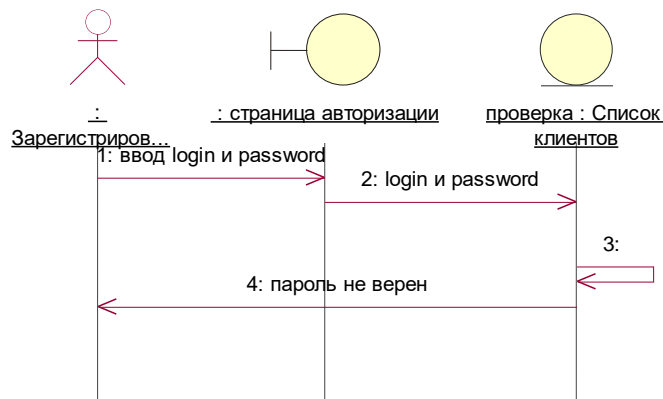 :
Зарегистриров...
: страница авторизации
проверка : Список
клиентов
1: ввод login и password
2: login и password
3:
4: пароль не верен